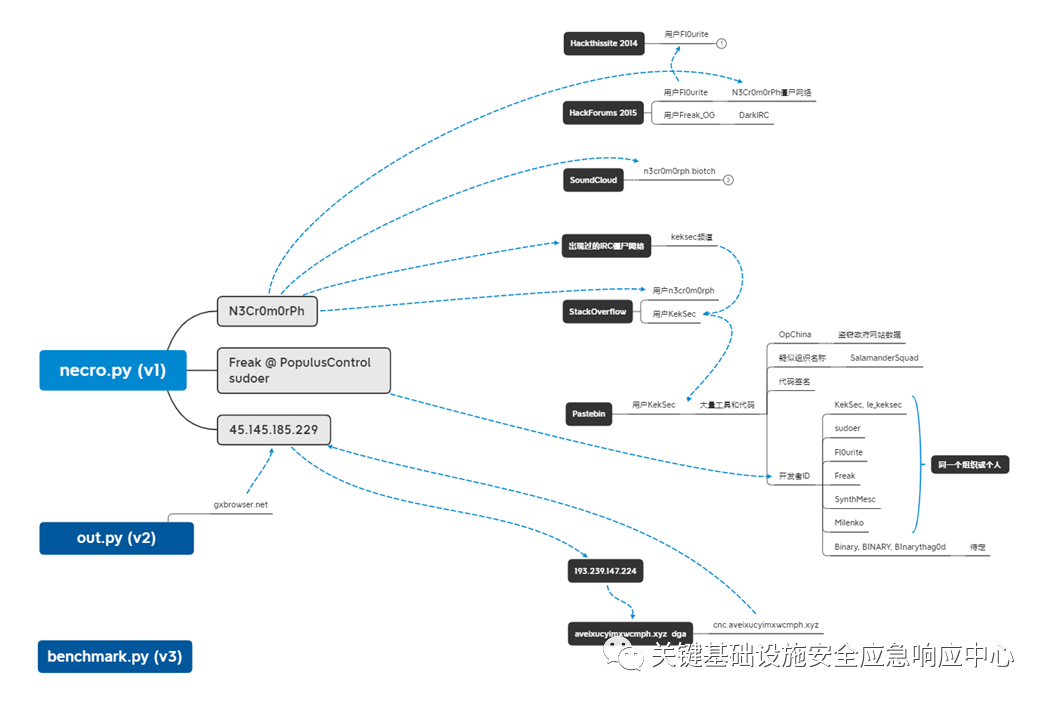 Hackthissite 2014
用户Fl0urite
1
HackForums 2015
用户Fl0urite
N3Cr0m0rPh僵尸网络
用户Freak_OG
DarkIRC
SoundCloud
n3cr0m0rph biotch
2
出现过的IRC僵尸网络
keksec频道
StackOverflow
用户n3cr0m0rph
用户KekSec
necro.py (v1)
N3Cr0m0rPh
Freak @ PopulusControl
sudoer
45.145.185.229
Pastebin
用户KekSec
大量工具和代码
OpChina
盗窃政府网站数据
疑似组织名称
SalamanderSquad
代码签名
开发者ID
KekSec, le_keksec
sudoer
Fl0urite
Freak
SynthMesc
Milenko
Binary, B1NARY, B1narythag0d
待定
同一个组织或个人
gxbrowser.net
out.py (v2)
193.239.147.224
aveixucyimxwcmph.xyz dga
cnc.aveixucyimxwcmph.xyz
benchmark.py (v3)
关键基础设施安全应急响应中心